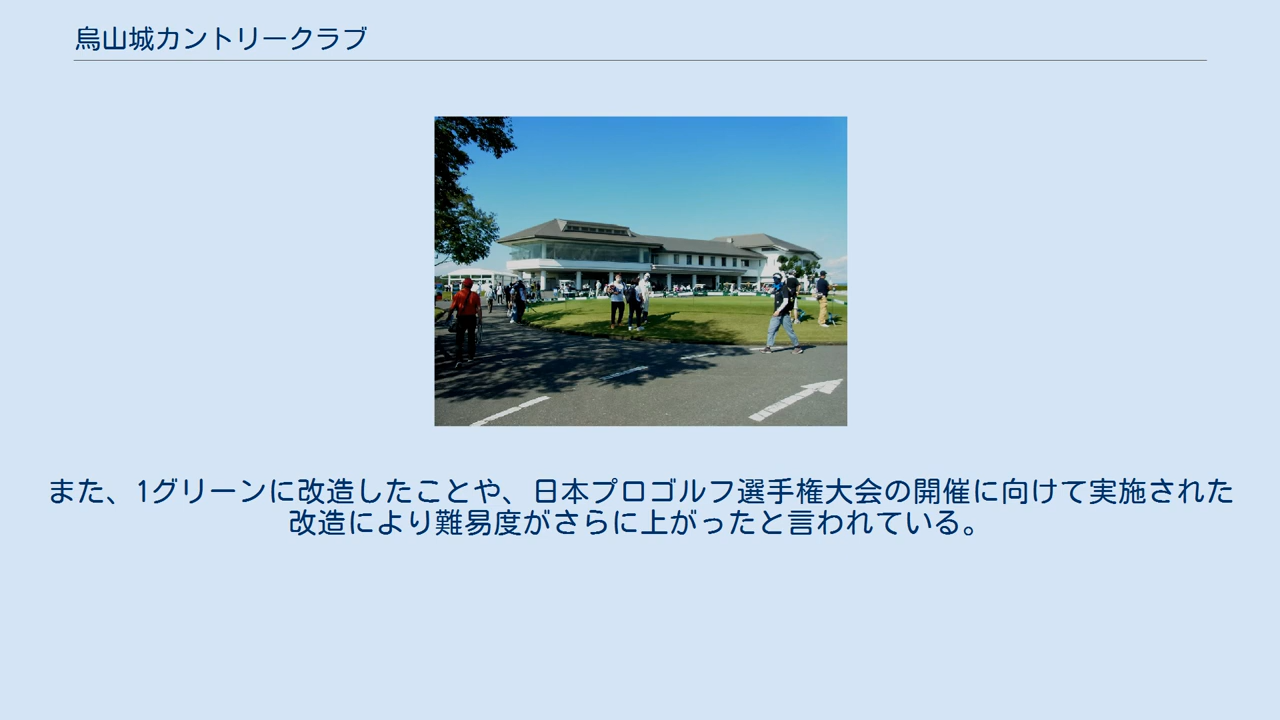 烏山城カントリークラブ
また、1グリーンに改造したことや、日本プロゴルフ選手権大会の開催に向けて実施された
改造により難易度がさらに上がったと言われている。